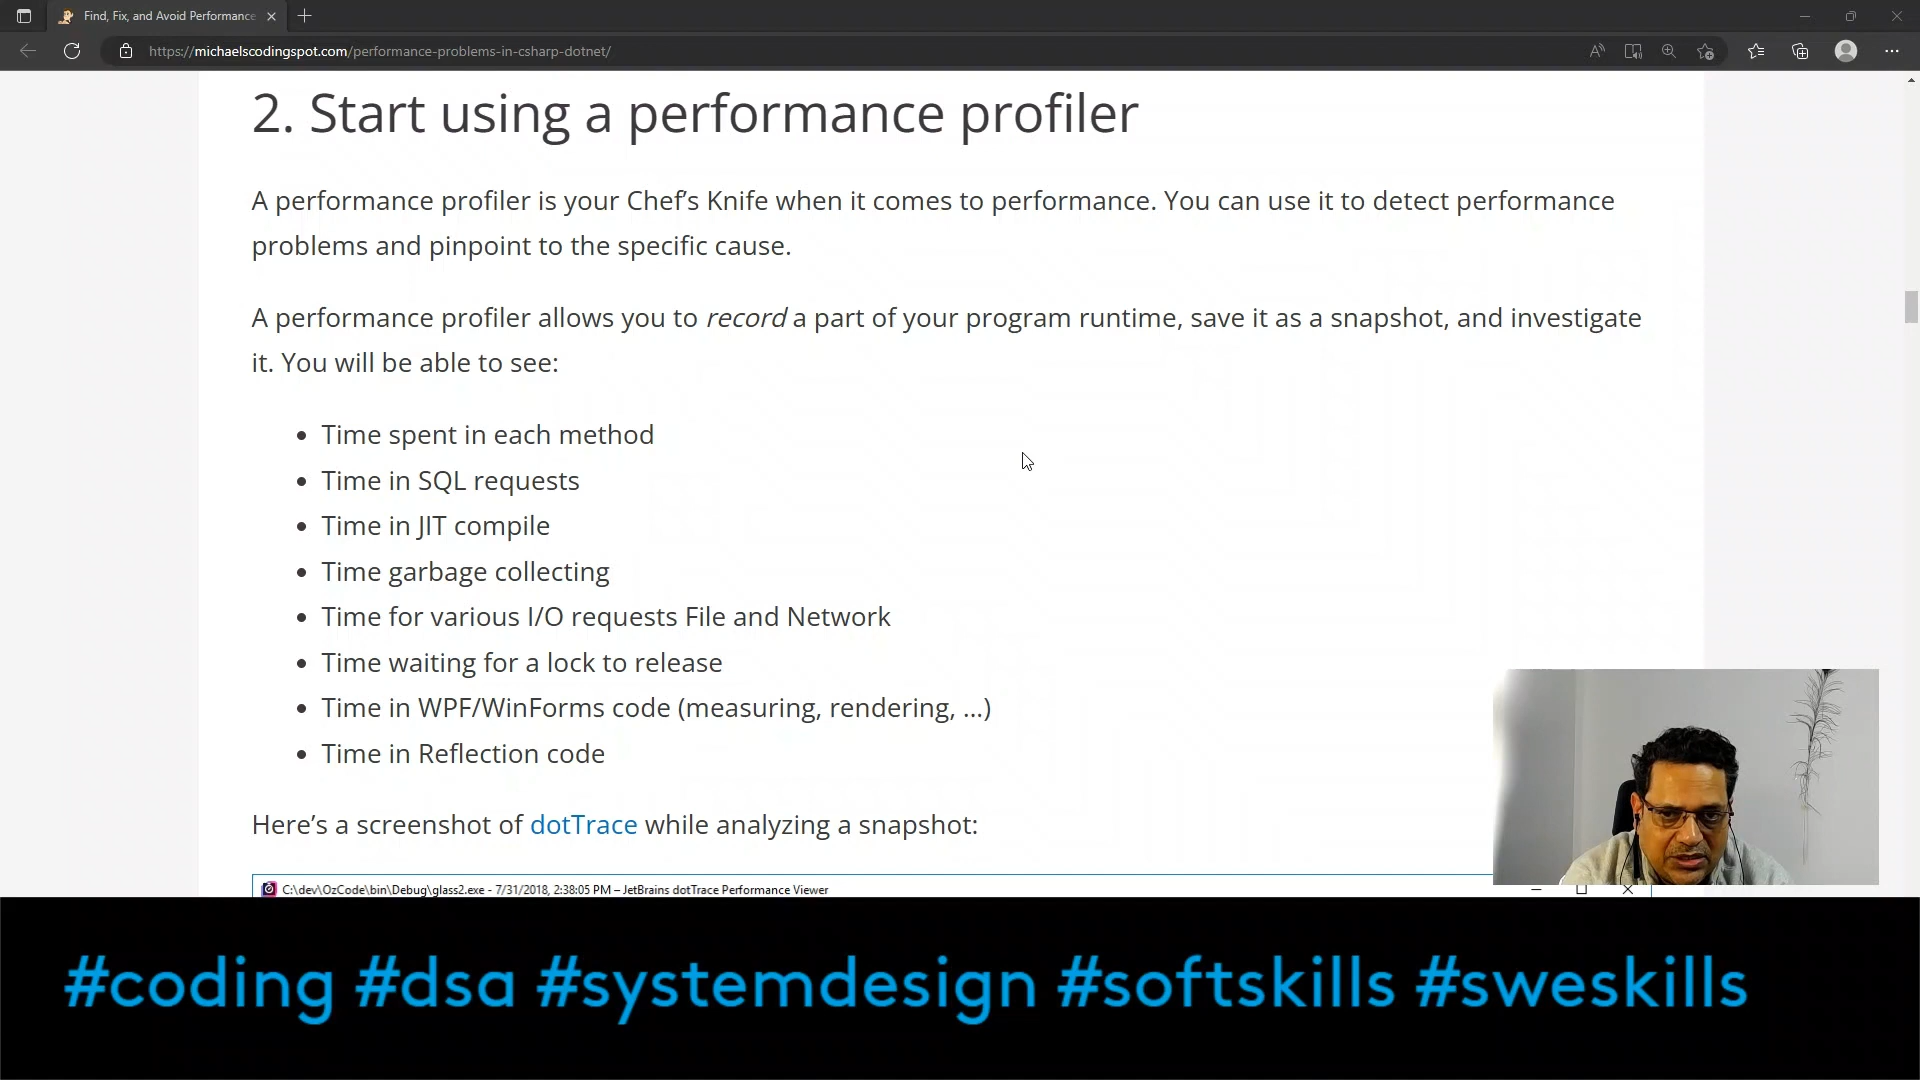 Find, Fix, and Avoid Performance
https://michaelscodingspot.com/performance-problems-in-csharp-dotnet/
2. Start using a performance profiler
A performance profiler is your Chef’s Knife when it comes to performance. You can use it to detect performance
problems and pinpoint to the specific cause.
A performance profiler allows you to record a part of your program runtime, save it as a snapshot, and investigate
it. You will be able to see:
• Time spent in each method
• Time in SQL requests
• Time in JIT compile
• Time garbage collecting
• Time for various I/O requests File and Network
• Time waiting for a lock to release
• Time in WPF/WinForms code (measuring, rendering, …)
• Time in Reflection code
Here’s a screenshot of dotTrace while analyzing a snapshot:
C:\dev\OzCode\bin\Debug\glass2.exe - 7/31/2018, 2:38:05 PM – JetBrains dotTrace Performance Viewer
#coding #dsa #systemdesign #softskills #sweskills